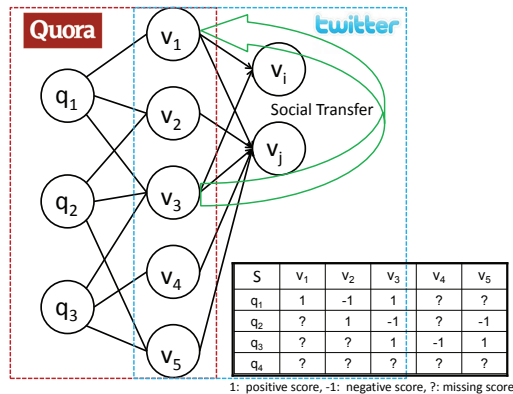 Quora
twitter
v1
v2
v3
v4
v5
q1
q2
q3
vi
vj
Social Transfer
S v1 v2 v3 v4 v5
q1 1 -1 1 ? ?
q2 ? 1 -1 ? -1
q3 ? ? 1 -1 1
q4 ? ? ? ? ?
1: positive score, -1: negative score, ?: missing score